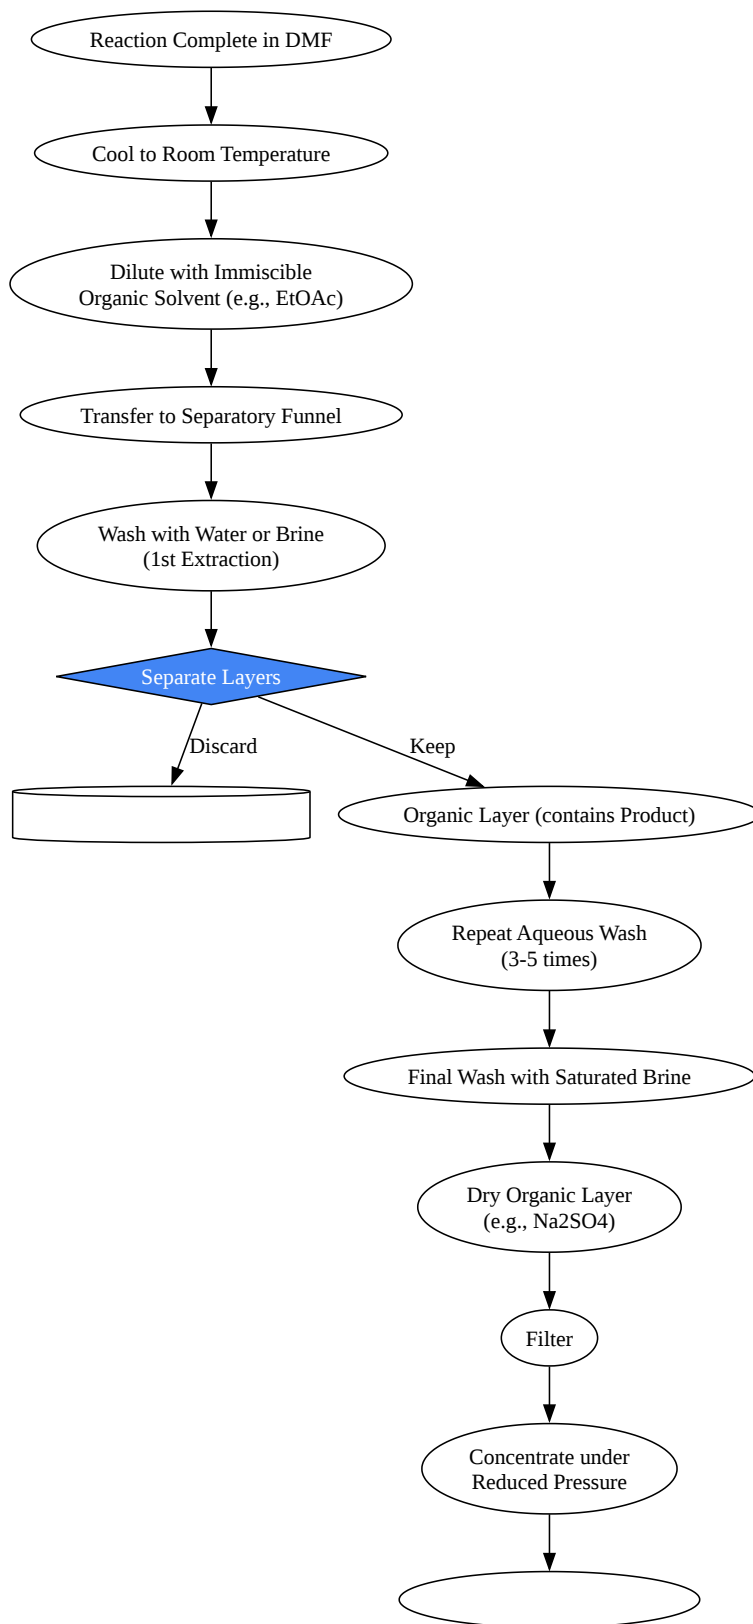 Reaction Complete in DMF
Cool to Room Temperature
Dilute with Immiscible
Organic Solvent (e.g., EtOAc)
Transfer to Separatory Funnel
Wash with Water or Brine
(1st Extraction)
Separate Layers
Discard
Keep
Organic Layer (contains Product)
Repeat Aqueous Wash
(3-5 times)
Final Wash with Saturated Brine
Dry Organic Layer
(e.g., Na2SO4)
Filter
Concentrate under
Reduced Pressure